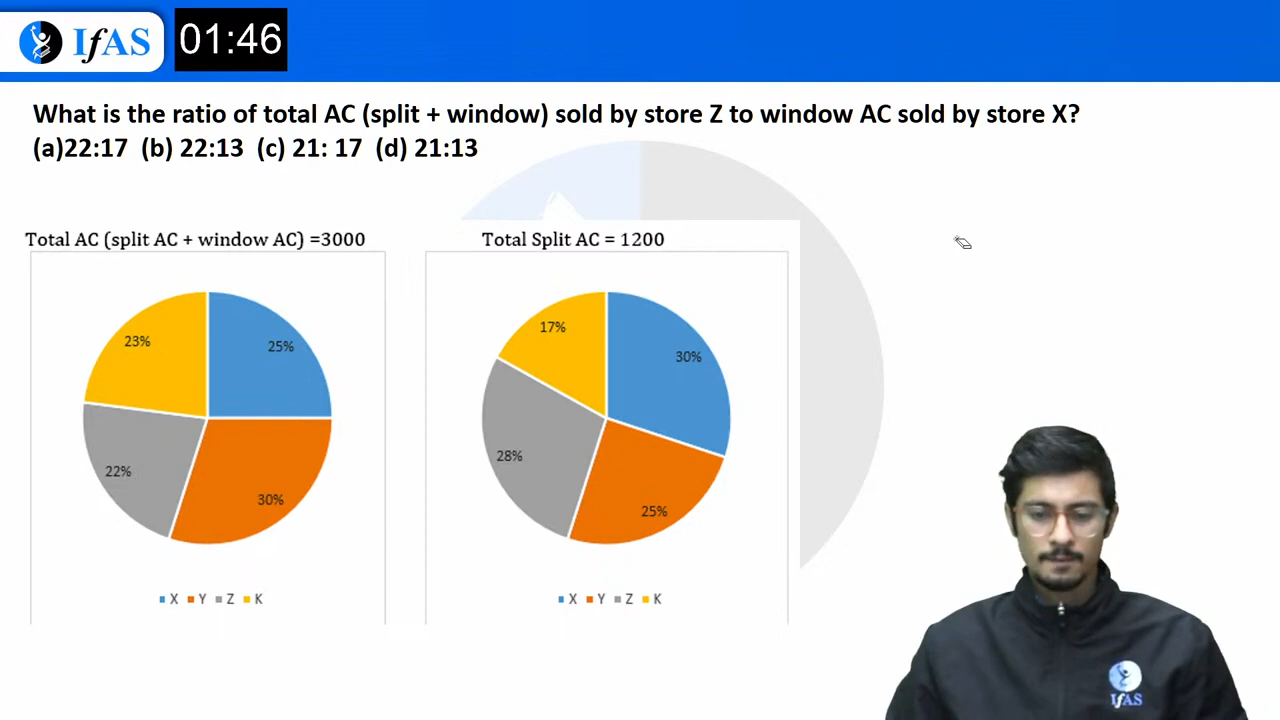 IfAS
01:46
What is the ratio of total AC (split + window) sold by store Z to window AC sold by store X?
(a)22:17 (b) 22:13 (c) 21: 17 (d) 21:13
Total AC (split AC + window AC) =3000
23%
25%
22%
30%
X Y Z K
Total Split AC = 1200
17%
30%
28%
25%
X Y Z K
IfAS